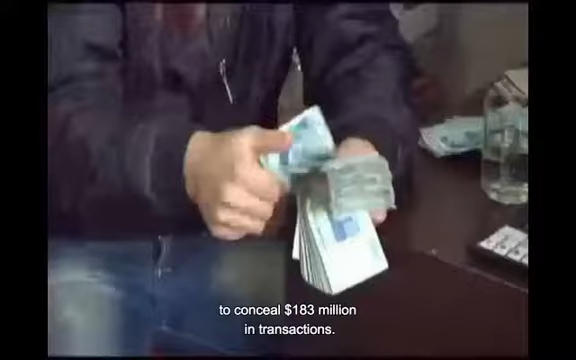 to conceal $183 million
in transactions.